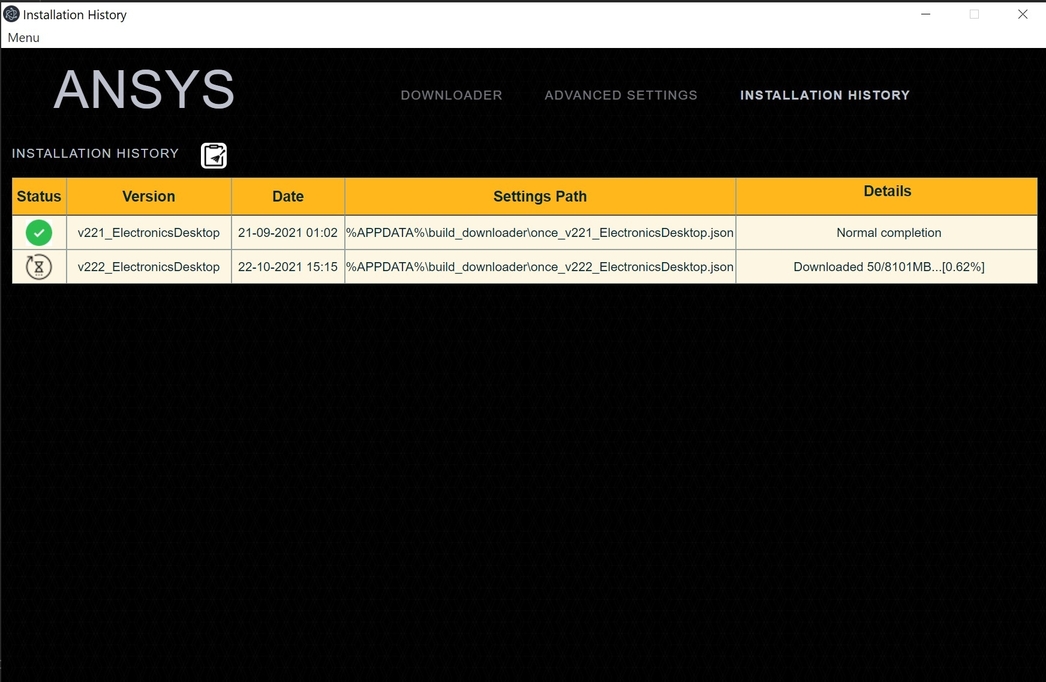 Installation History
Menu
ANSYS
DOWNLOADER ADVANCED SETTINGS INSTALLATION HISTORY
INSTALLATION HISTORY
Status Version Date Settings Path Details
v221_ElectronicsDesktop 21-09-2021 01:02 %APPDATA%\build_downloader\once_v221_ElectronicsDesktop.json Normal completion
v222_ElectronicsDesktop 22-10-2021 15:15 %APPDATA%\build_downloader\once_v222_ElectronicsDesktop.json Downloaded 50/8101MB...[0.62%]